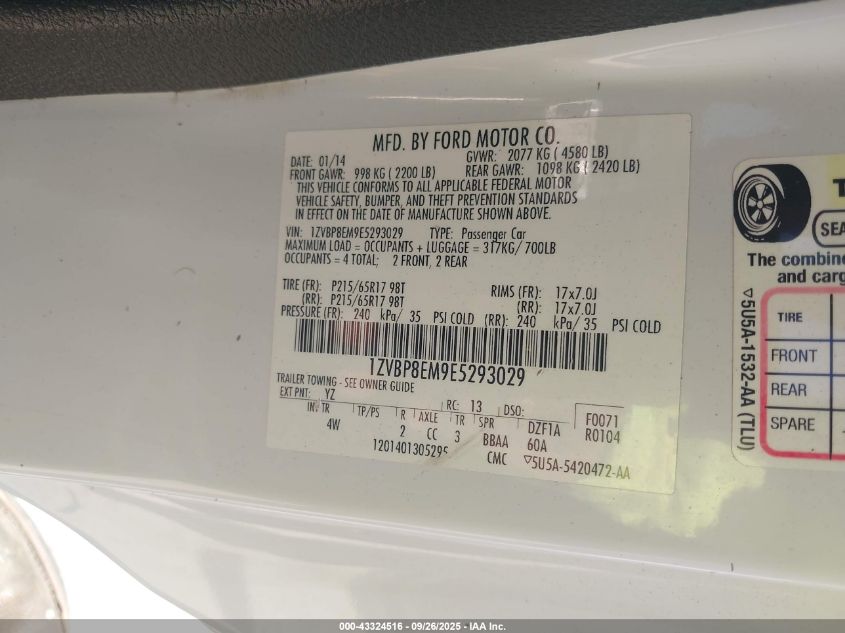 MFD. BY FORD MOTOR CO.
DATE: 01/14 GVWR: 2077 KG ( 4580 LB)
FRONT GAWR: 998 KG ( 2200 LB) REAR GAWR: 1098 KG ( 2420 LB)
THIS VEHICLE CONFORMS TO ALL APPLICABLE FEDERAL MOTOR
VEHICLE SAFETY, BUMPER, AND THEFT PREVENTION STANDARDS
IN EFFECT ON THE DATE OF MANUFACTURE SHOWN ABOVE.
VIN: 1ZVBP8EM9E5293029 TYPE: Passenger Car
MAXIMUM LOAD = OCCUPANTS + LUGGAGE = 317KG/ 700LB
OCCUPANTS = 4 TOTAL; 2 FRONT, 2 REAR
TIRE (FR): P215/65R17 98T RIMS (FR): 17x7.0J
(RR): P215/65R17 98T (RR): 17x7.0J
PRESSURE (FR): 240 kPa/ 35 PSI COLD (RR): 240 kPa/ 35 PSI COLD
1ZVBP8EM9E5293029
TRAILER TOWING - SEE OWNER GUIDE
EXT PNT: YZ RC: 13 DSO: F0071
INV TR TP/PS R AXLE TR SPR DZF1A R0104
4W 2 CC 3 BBAA 60A
1201401305295 CMC ▽5U5A-5420472-AA
T
SEA
The combine
and carg
TIRE
FRONT
REAR
SPARE
▽5U5A-1532-AA (TLU)
000-43324516 - 09/26/2025 - IAA Inc.